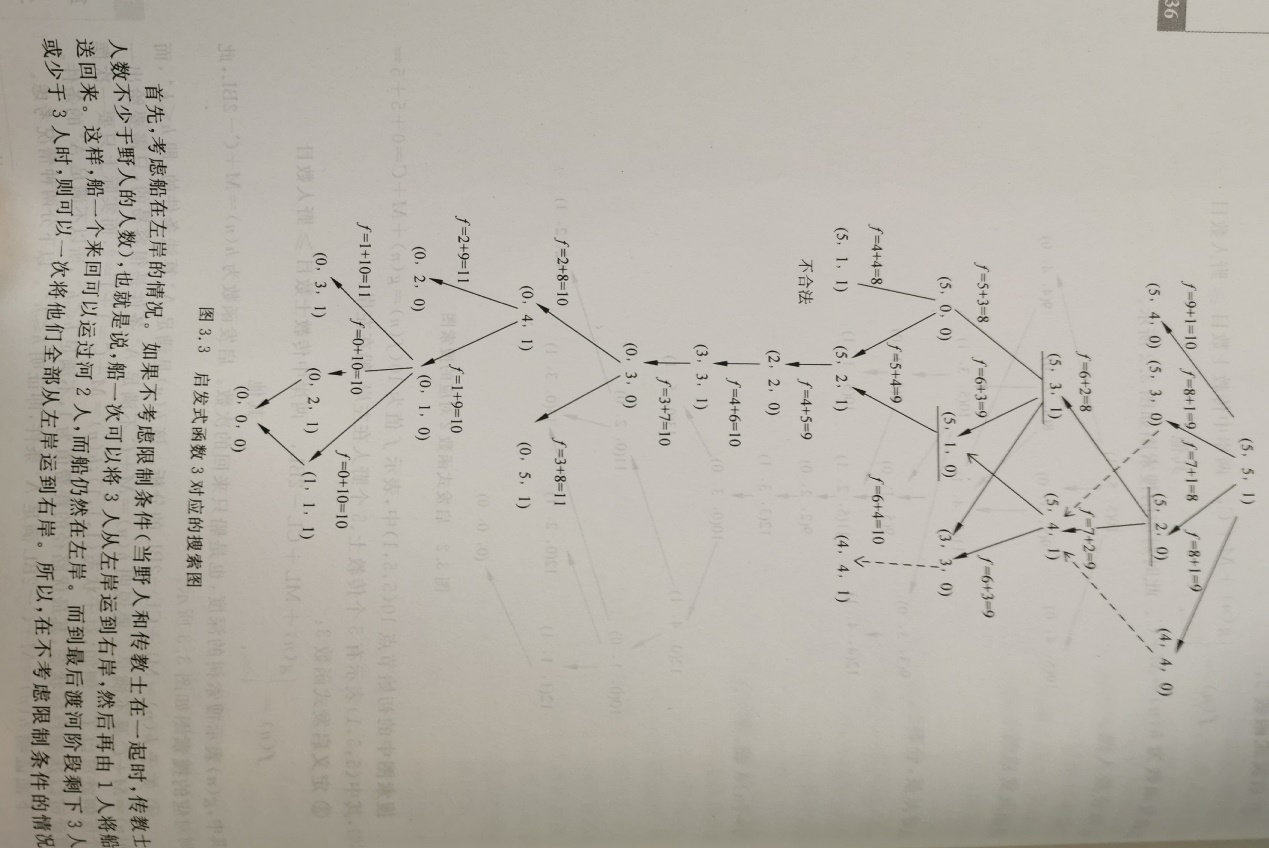 36
(5, 5, 1)
f=9+1=10 f=8+1=9 f=7+1=8 f=8+1=9
(5, 4, 0) (5, 3, 0) (5, 2, 0) (4, 4, 0)
f=6+2=8 f=7+2=9
(5, 3, 1) (5, 4, 1)
f=5+3=8 f=6+3=9 f=6+3=9
(5, 0, 0) (5, 1, 0) (3, 3, 0)
f=4+4=8 f=5+4=9 f=6+4=10
(5, 1, 1) (5, 2, 1) (4, 4, 1)
不合法
f=4+5=9
(2, 2, 0)
f=4+6=10
(3, 3, 1)
f=3+7=10
(0, 3, 0)
f=2+8=10 f=3+8=11
(0, 4, 1) (0, 5, 1)
f=2+9=11 f=1+9=10
(0, 2, 0) (0, 1, 0)
f=1+10=11 f=0+10=10 f=0+10=10
(0, 3, 1) (0, 2, 1) (1, 1, 1)
(0, 0, 0)
图 3.3 启发式函数 3 对应的搜索图
首先,考虑船在左岸的情况。如果不考虑限制条件(当野人和传教士在一起时,传教士
人数不少于野人的人数),也就是说,船一次可以将 3 人从左岸运到右岸,然后再由 1 人将船
送回来。这样,船一个来回可以运过河 2 人,而船仍然在左岸。而到最后渡河阶段剩下 3 人
或少于 3 人时,则可以一次将他们全部从左岸运到右岸。所以,在不考虑限制条件的情况